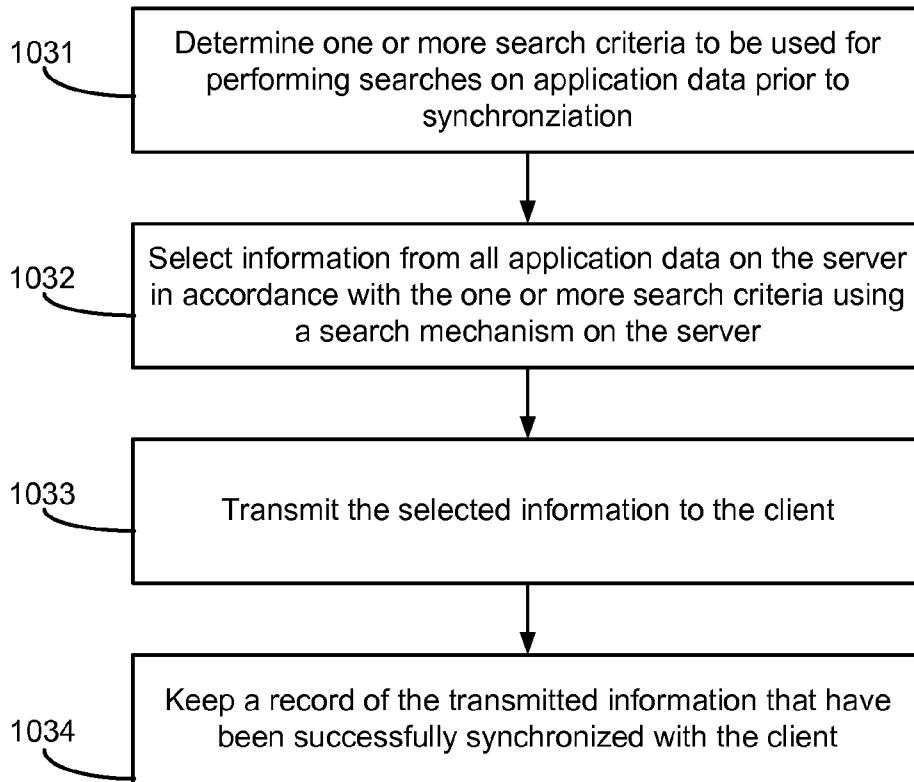 1031
Determine one or more search criteria to be used for
performing searches on application data prior to
synchronziation
1032
Select information from all application data on the server
in accordance with the one or more search criteria using
a search mechanism on the server
1033
Transmit the selected information to the client
1034
Keep a record of the transmitted information that have
been successfully synchronized with the client